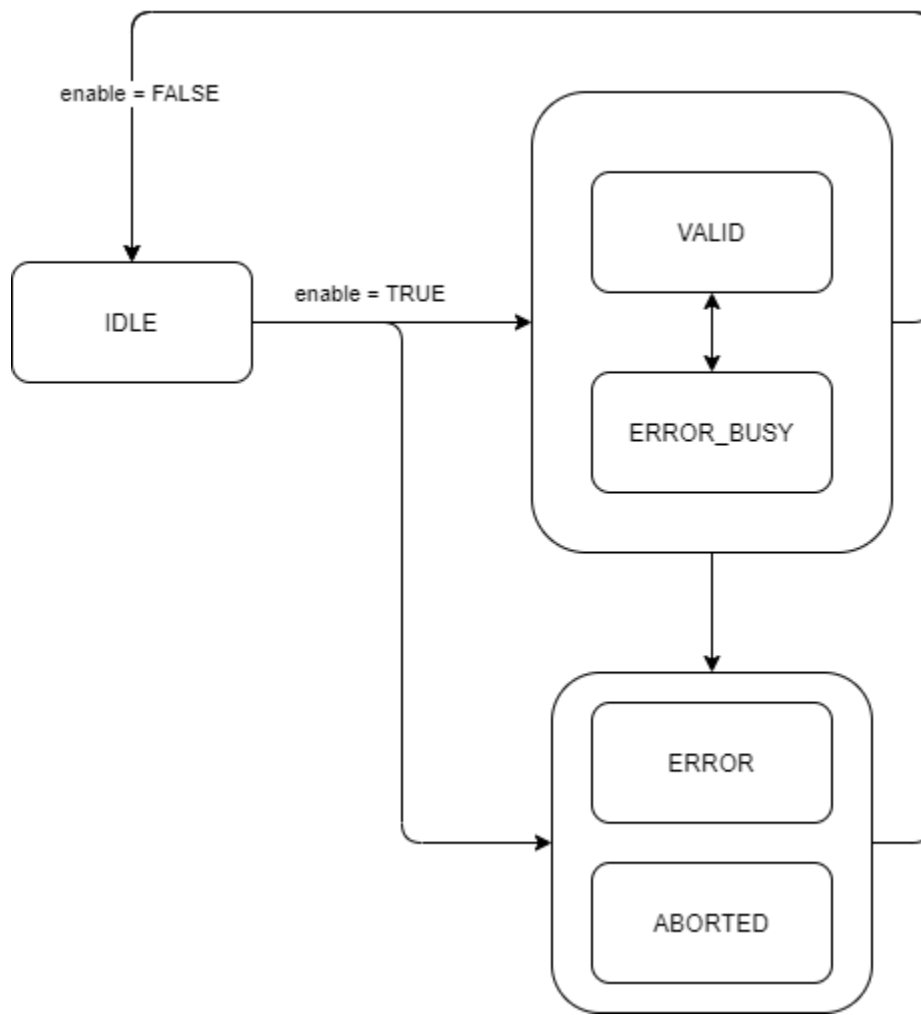 enable = FALSE
VALID
enable = TRUE
IDLE
ERROR_BUSY
ERROR
ABORTED